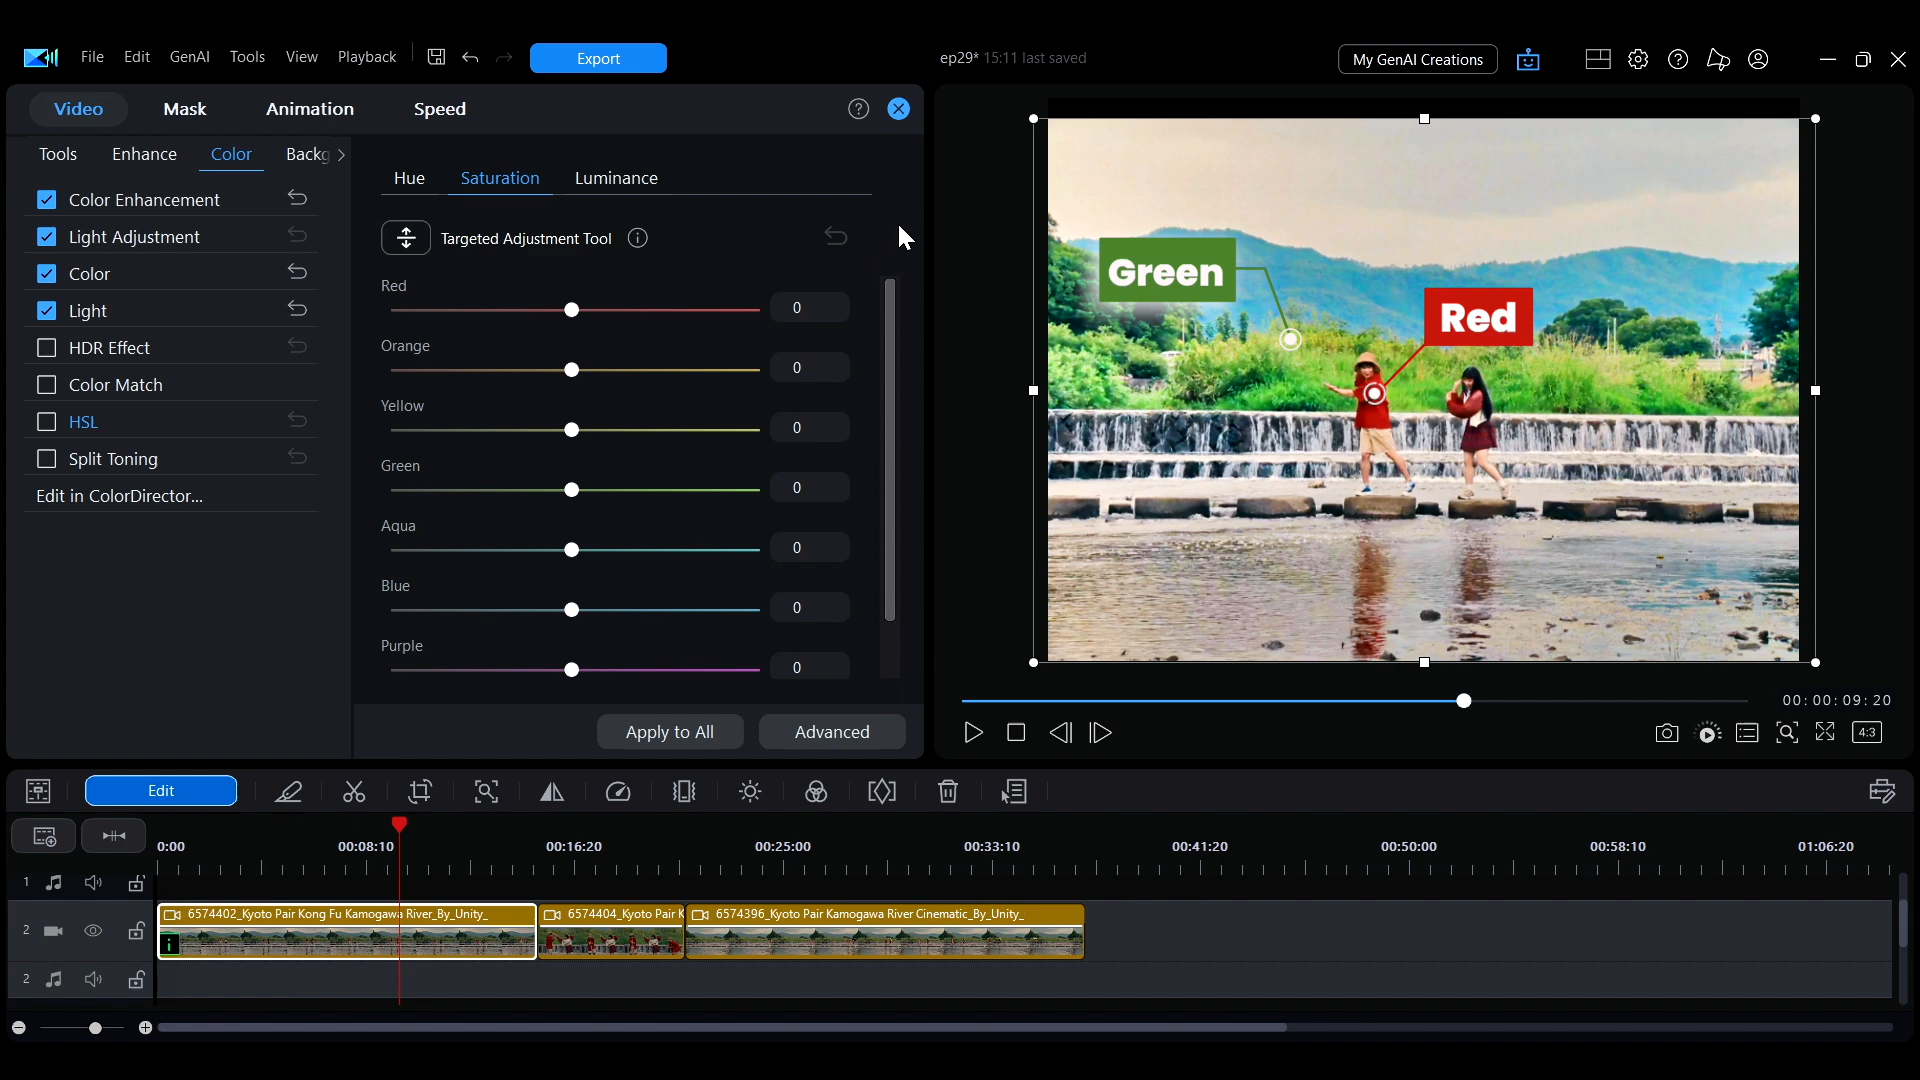 File Edit GenAI Tools View Playback Export ep29* 15:11 last saved My GenAI Creations
Video Mask Animation Speed
Tools Enhance Color Backg
Color Enhancement
Light Adjustment
Color
Light
HDR Effect
Color Match
HSL
Split Toning
Edit in ColorDirector...
Hue Saturation Luminance
Targeted Adjustment Tool
Red
0
Orange
0
Yellow
0
Green
0
Aqua
0
Blue
0
Purple
0
Apply to All Advanced
Green
Red
00:00:09:20
4:3
Edit
0:00 00:08:10 00:16:20 00:25:00 00:33:10 00:41:20 00:50:00 00:58:10 01:06:20
1
2 6574402_Kyoto Pair Kong Fu Kamogawa River_By_Unity_ 6574404_Kyoto Pair K 6574396_Kyoto Pair Kamogawa River Cinematic_By_Unity_
i
2